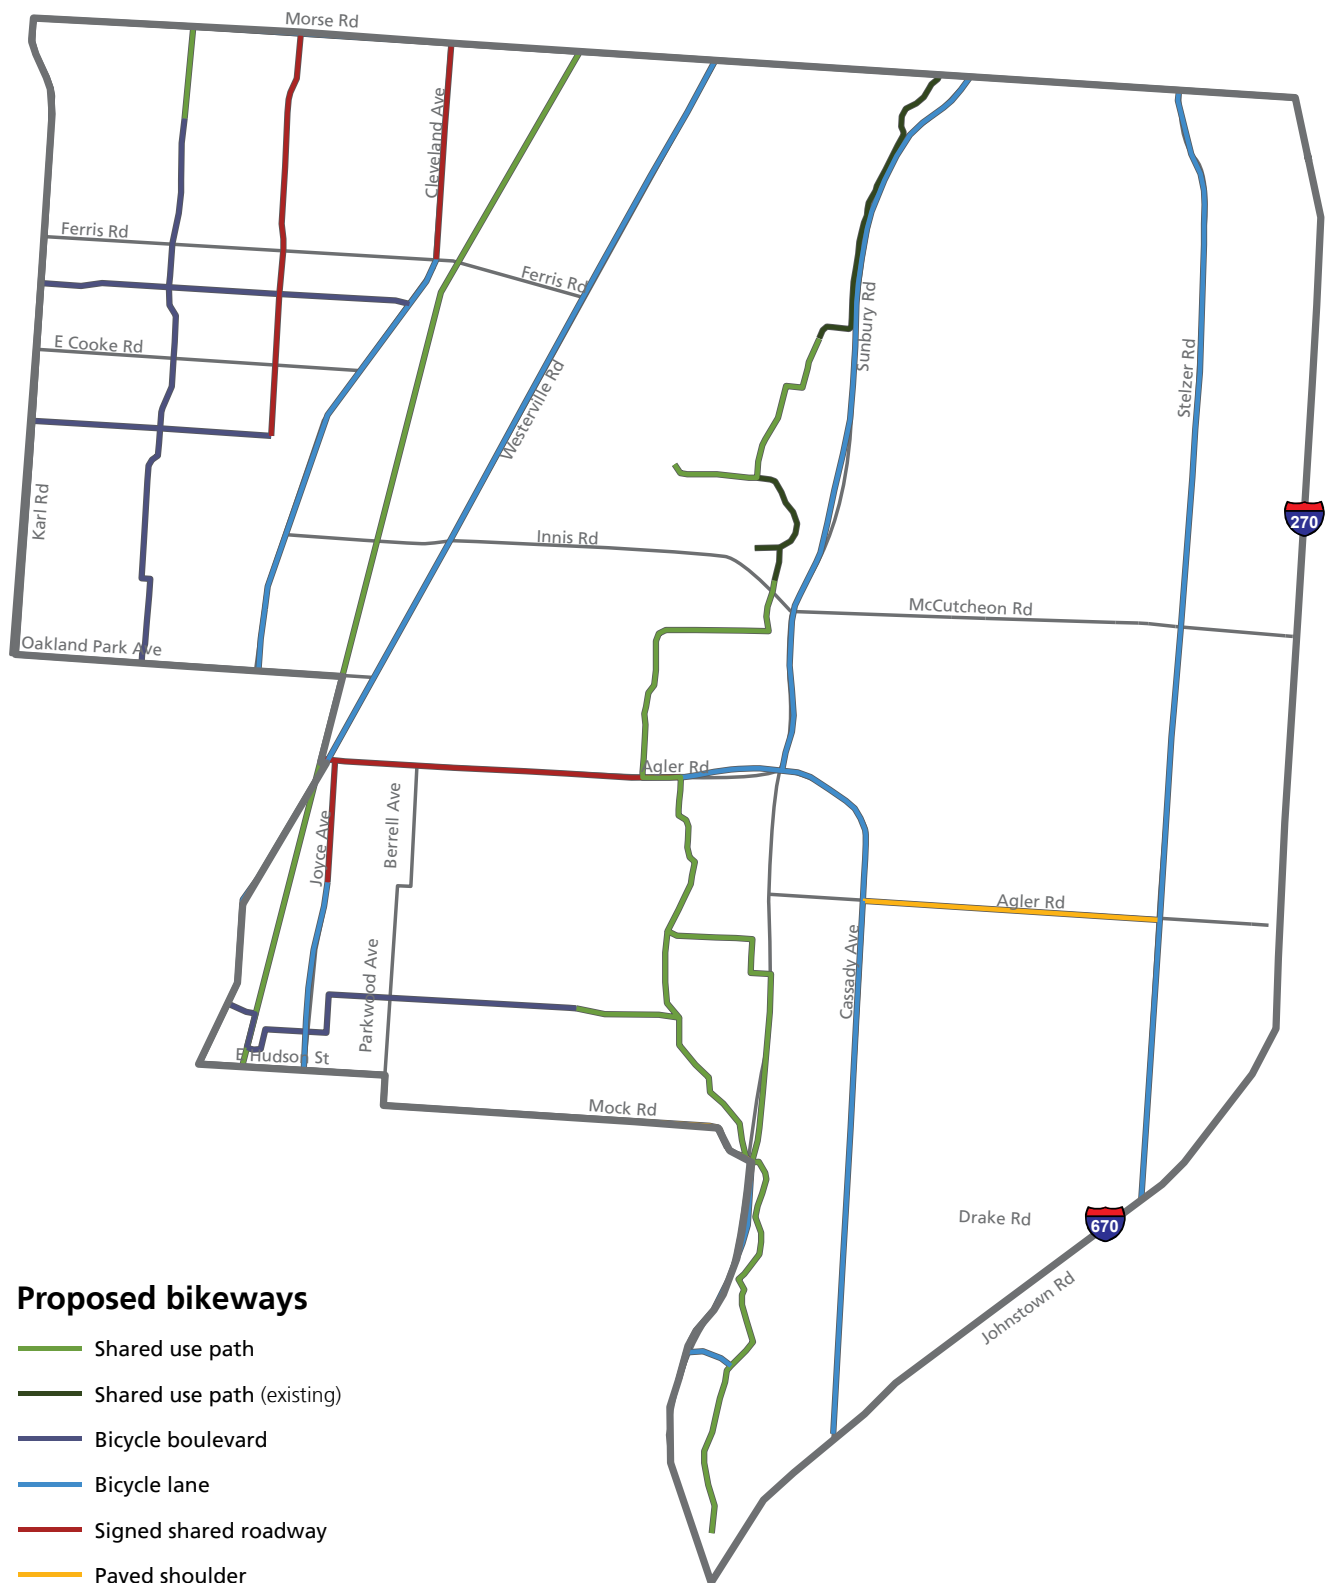 Morse Rd
Cleveland Ave
Ferris Rd
Ferris Rd
Sunbury Rd
E Cooke Rd
Stelzer Rd
Westerville Rd
Karl Rd
270
Innis Rd
McCutcheon Rd
Oakland Park Ave
Agler Rd
Joyce Ave
Berrell Ave
Agler Rd
Cassady Ave
Parkwood Ave
E Hudson St
Mock Rd
Drake Rd
670
Johnstown Rd
Proposed bikeways
Shared use path
Shared use path (existing)
Bicycle boulevard
Bicycle lane
Signed shared roadway
Paved shoulder